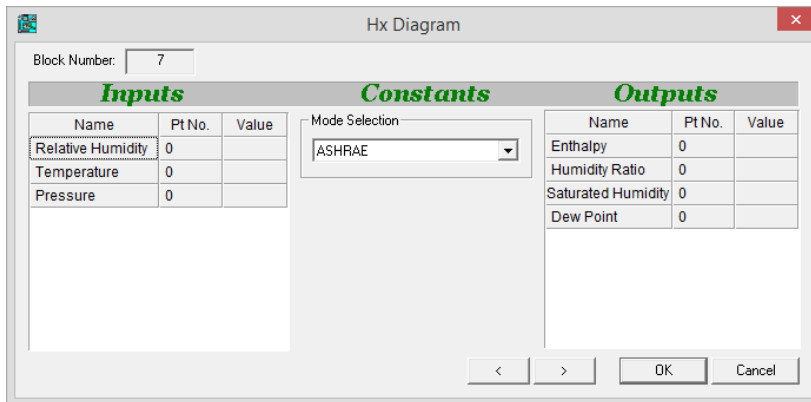 Hx Diagram
×
Block Number: 7
Inputs Constants Outputs
Name Pt No. Value
Relative Humidity 0
Temperature 0
Pressure 0
Mode Selection
ASHRAE
Name Pt No. Value
Enthalpy 0
Humidity Ratio 0
Saturated Humidity 0
Dew Point 0
< > OK Cancel